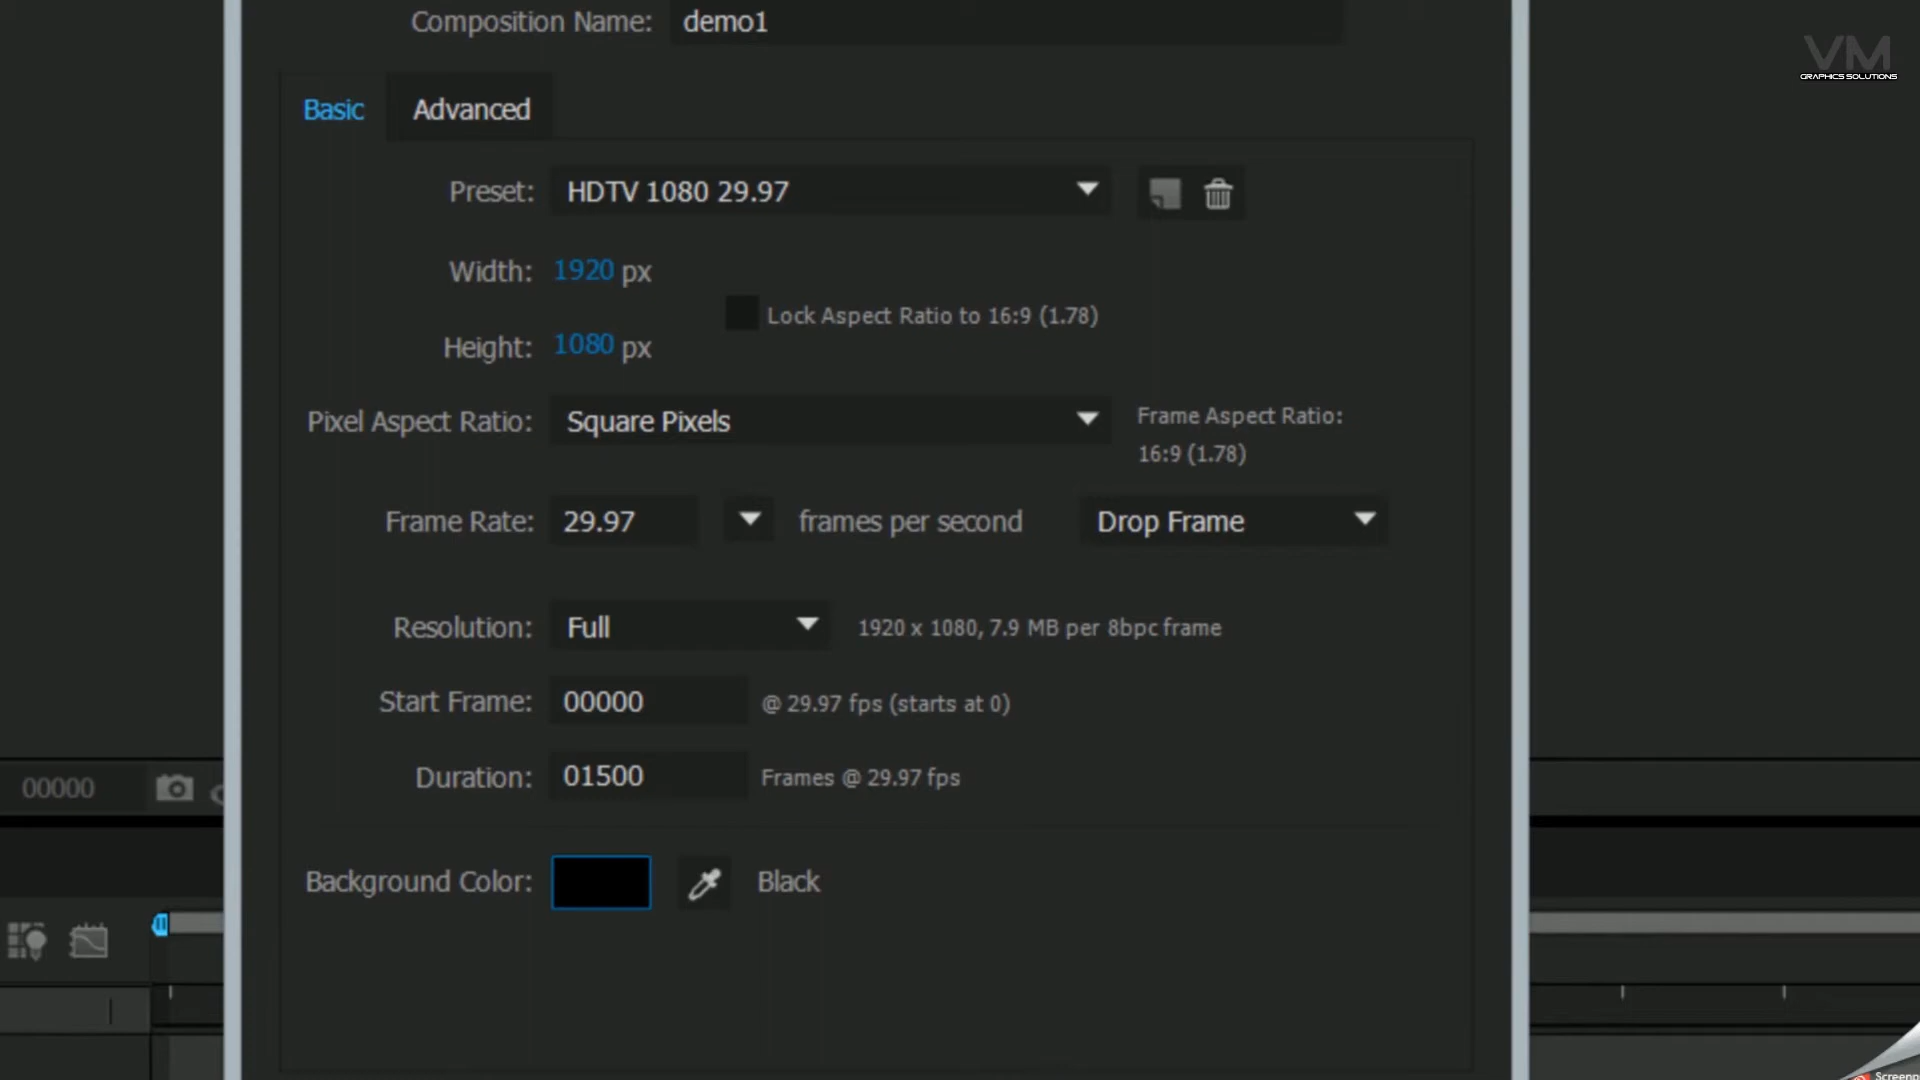 Composition Name: demo1
VM
GRAPHICS SOLUTIONS
Basic Advanced
Preset: HDTV 1080 29.97
Width: 1920 px
Lock Aspect Ratio to 16:9 (1.78)
Height: 1080 px
Pixel Aspect Ratio: Square Pixels Frame Aspect Ratio:
16:9 (1.78)
Frame Rate: 29.97 frames per second Drop Frame
Resolution: Full 1920 x 1080, 7.9 MB per 8bpc frame
Start Frame: 00000 @ 29.97 fps (starts at 0)
Duration: 01500 Frames @ 29.97 fps
00000
Background Color: Black